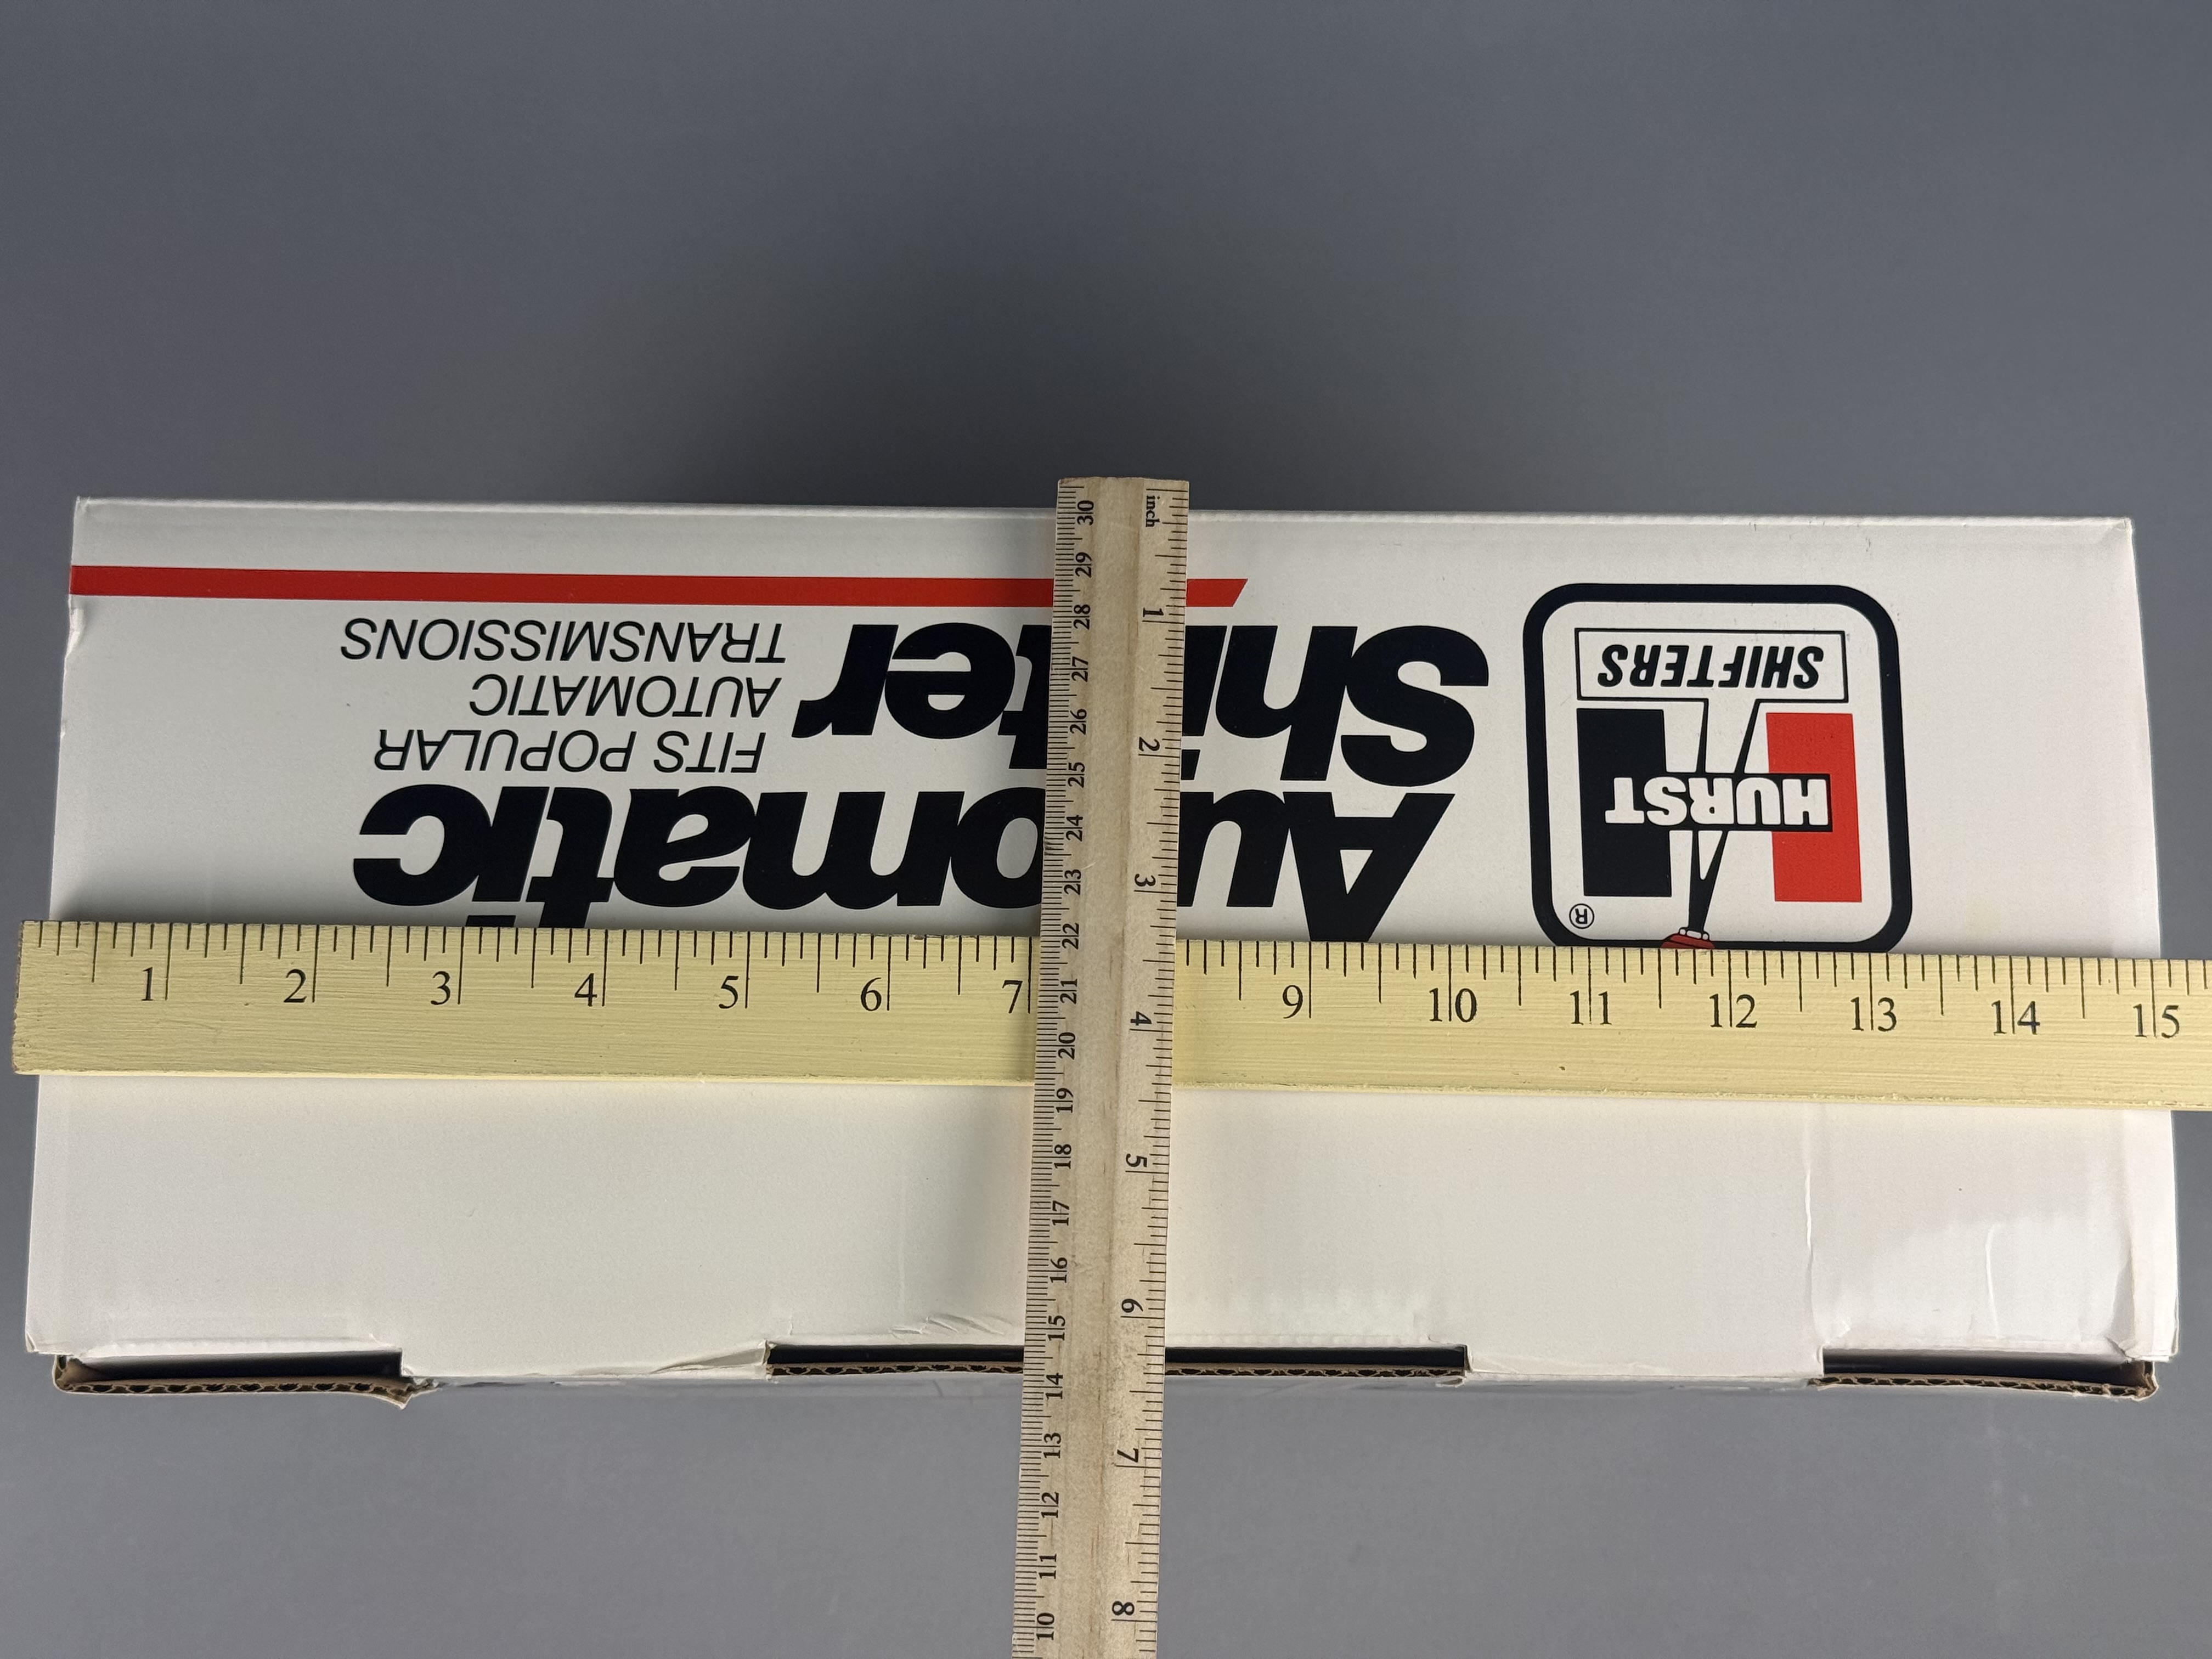 Automatic
Shifter
FITS POPULAR
AUTOMATIC
TRANSMISSIONS
®
HURST
SHIFTERS
1 2 3 4 5 6 7 9 10 11 12 13 14 15
inch 1 2 3 4 5 6 7 8
30 29 28 27 26 25 24 23 22 21 20 19 18 17 16 15 14 13 12 11 10